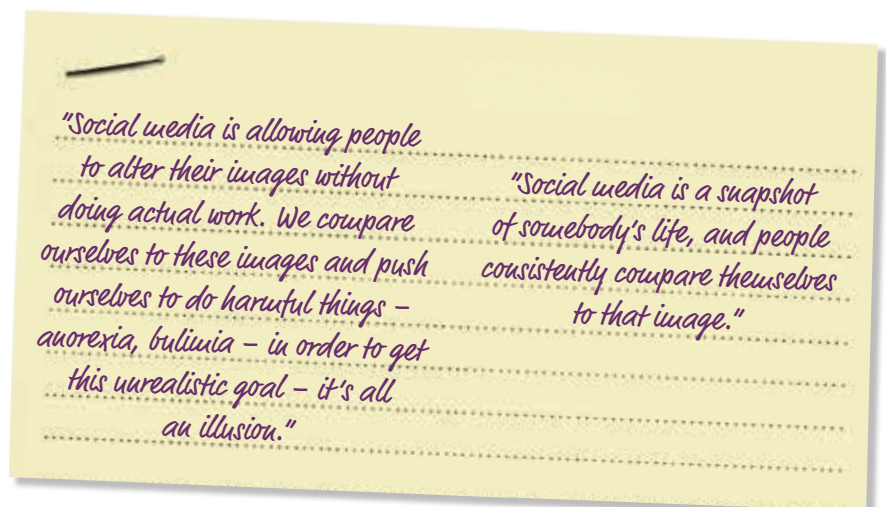 "Social media is allowing people
to alter their images without
doing actual work. We compare
ourselves to these images and push
ourselves to do harmful things –
anorexia, bulimia – in order to get
this unrealistic goal – it's all
an illusion."
"Social media is a snapshot
of somebody's life, and people
consistently compare themselves
to that image."